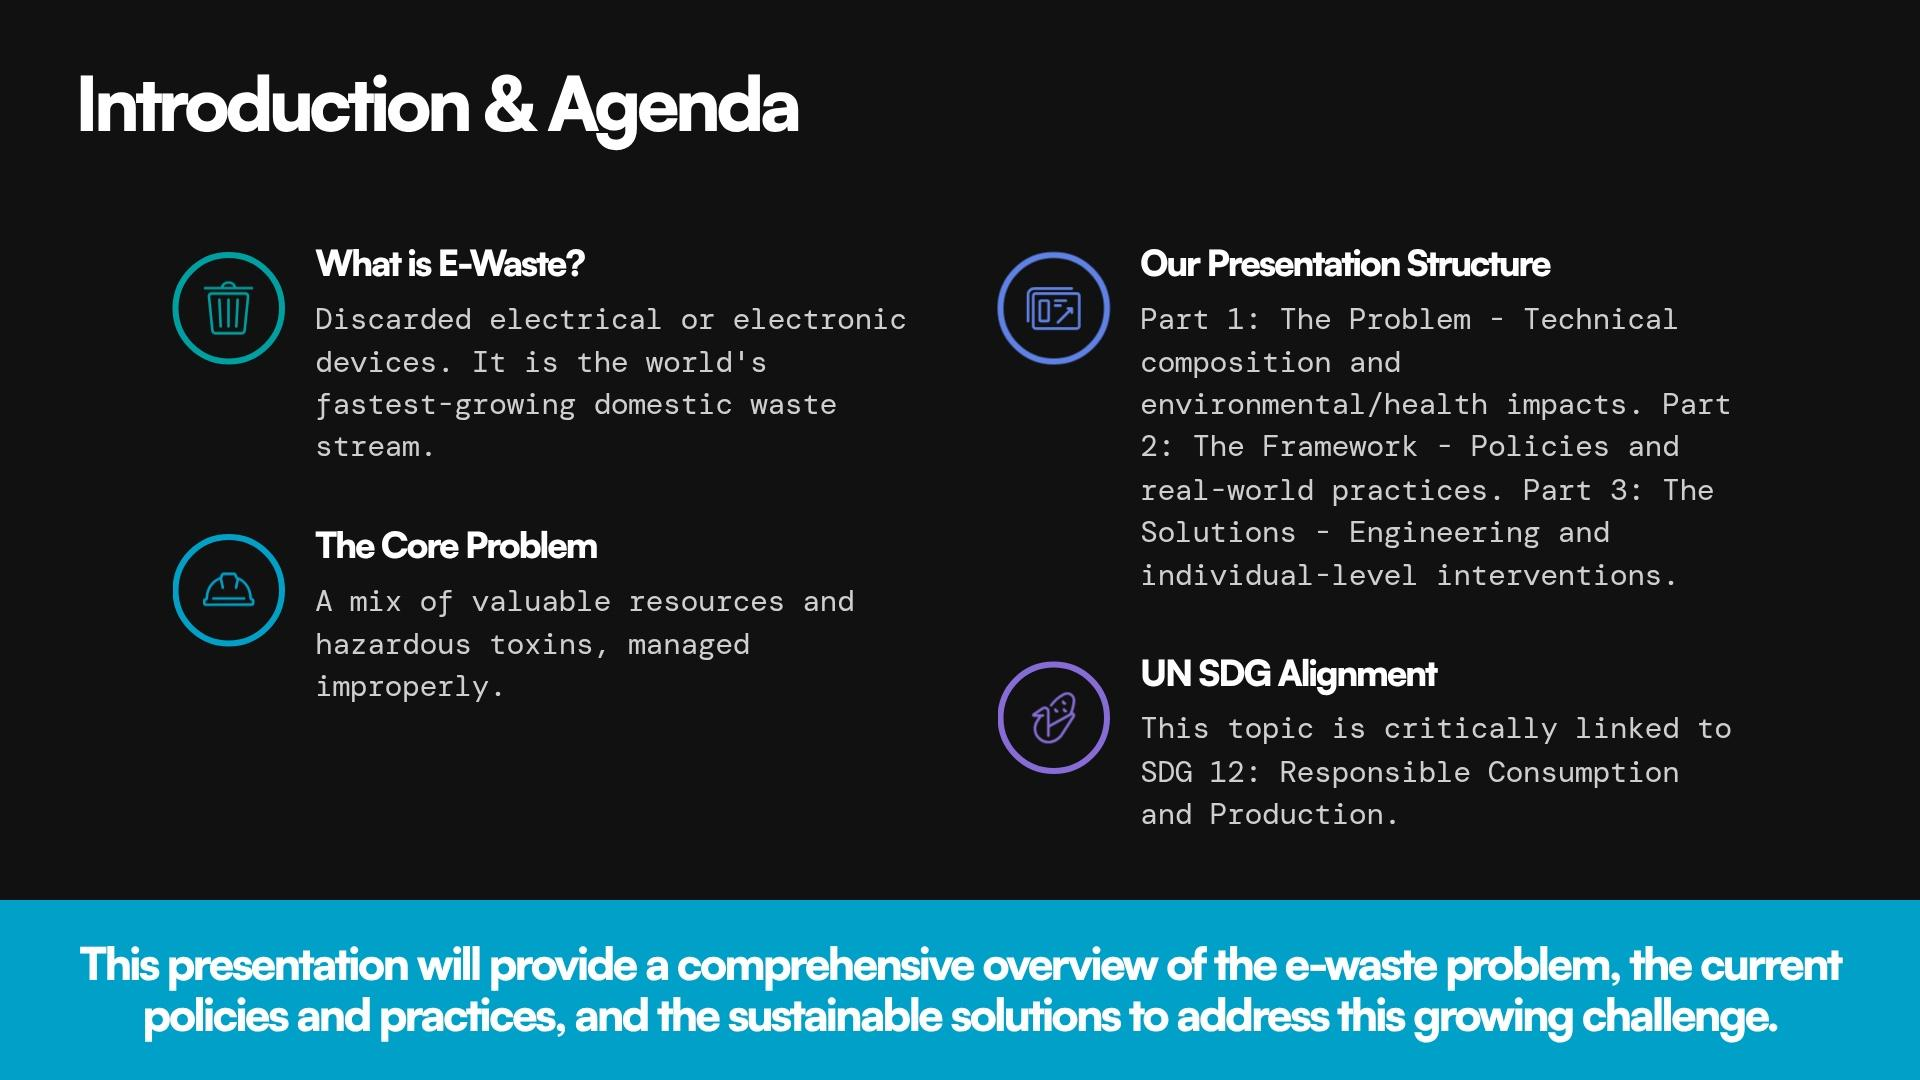 Introduction & Agenda
What is E-Waste?
Discarded electrical or electronic
devices. It is the world's
fastest-growing domestic waste
stream.
The Core Problem
A mix of valuable resources and
hazardous toxins, managed
improperly.
Our Presentation Structure
Part 1: The Problem - Technical
composition and
environmental/health impacts. Part
2: The Framework - Policies and
real-world practices. Part 3: The
Solutions - Engineering and
individual-level interventions.
UN SDG Alignment
This topic is critically linked to
SDG 12: Responsible Consumption
and Production.
This presentation will provide a comprehensive overview of the e-waste problem, the current
policies and practices, and the sustainable solutions to address this growing challenge.